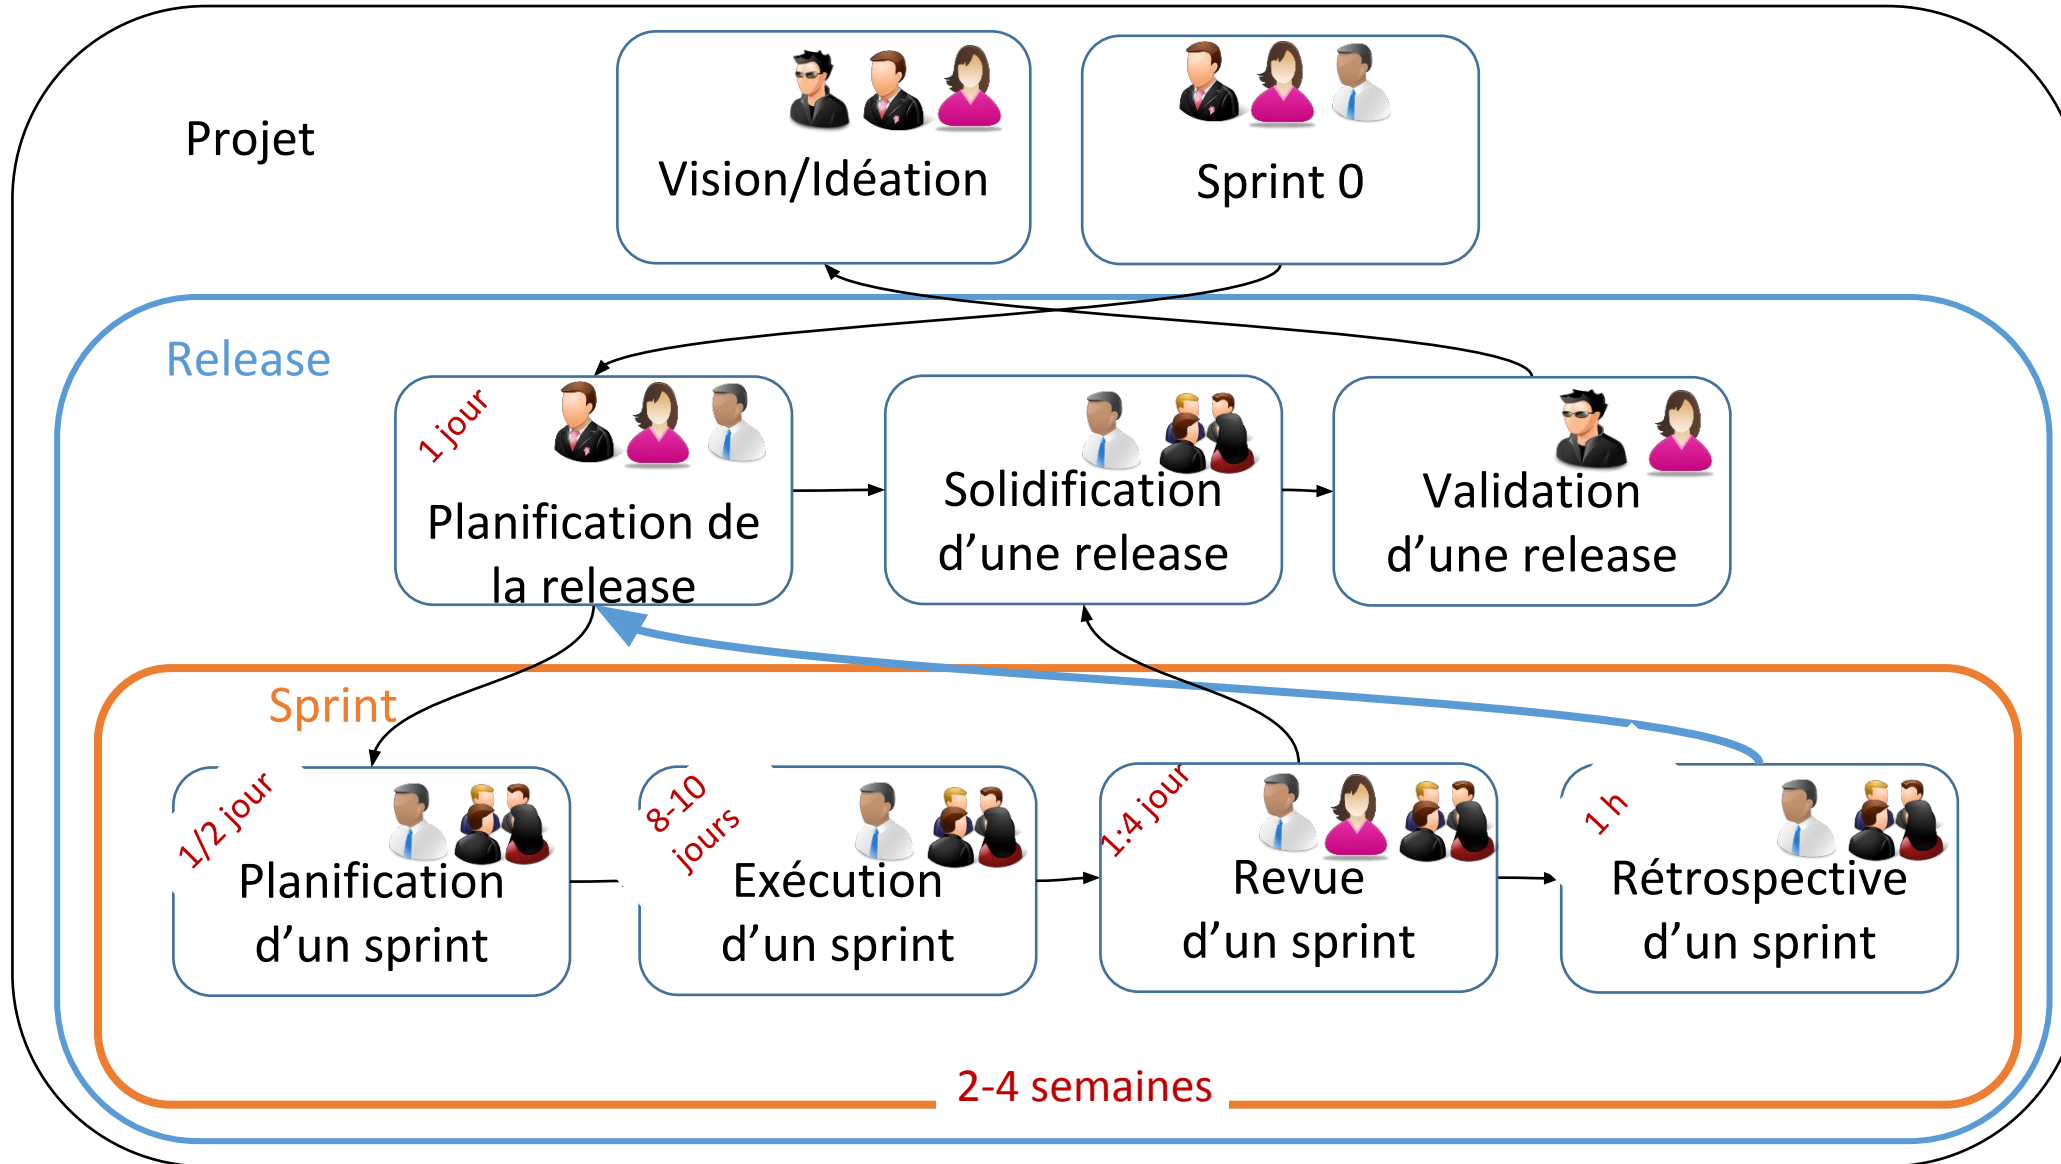 Projet
Vision/Idéation
Sprint 0
Release
1 jour
Planification de
la release
Solidification
d’une release
Validation
d’une release
Sprint
1/2 jour
Planification
d’un sprint
8-10
jours
Exécution
d’un sprint
1:4 jour
Revue
d’un sprint
1 h
Rétrospective
d’un sprint
2-4 semaines